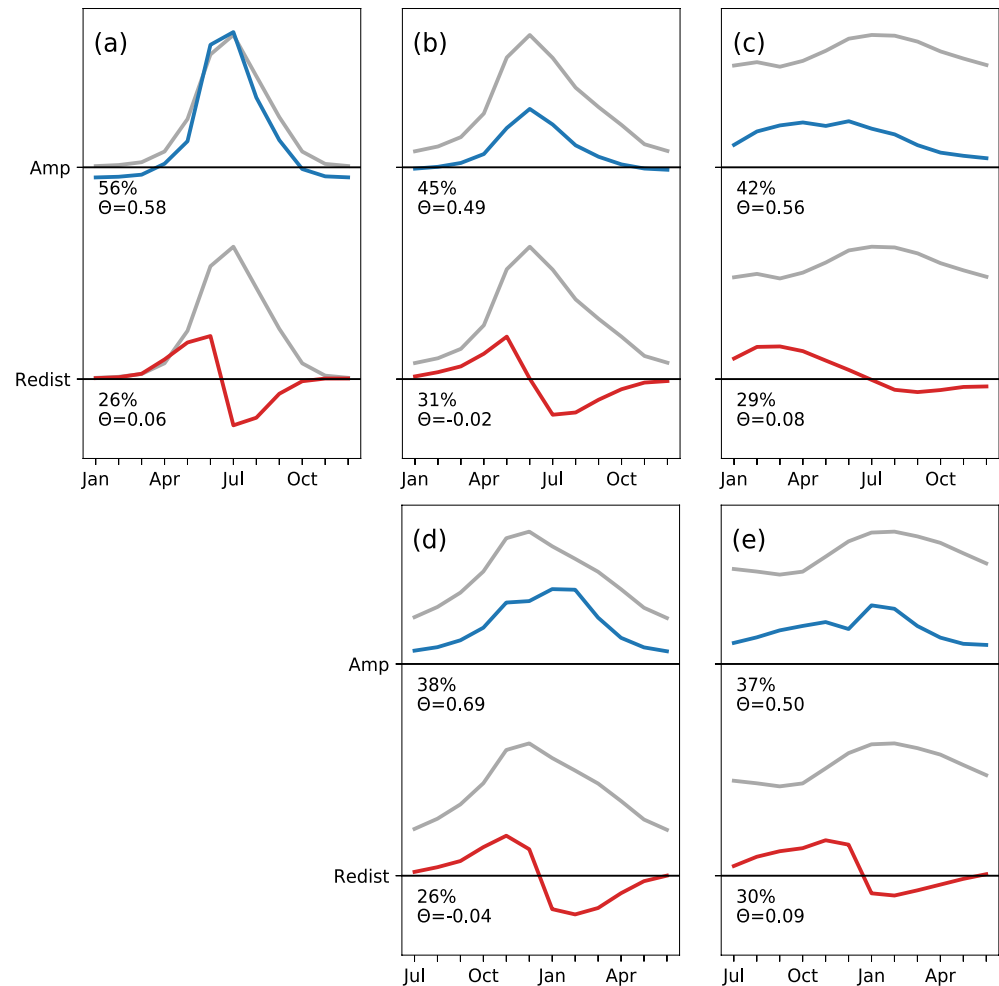 (a)
(b)
(c)
Amp
56%
Θ=0.58
45%
Θ=0.49
42%
Θ=0.56
Redist
26%
Θ=0.06
31%
Θ=-0.02
29%
Θ=0.08
Jan Apr Jul Oct
Jan Apr Jul Oct
Jan Apr Jul Oct
(d)
(e)
Amp
38%
Θ=0.69
37%
Θ=0.50
Redist
26%
Θ=-0.04
30%
Θ=0.09
Jul Oct Jan Apr
Jul Oct Jan Apr